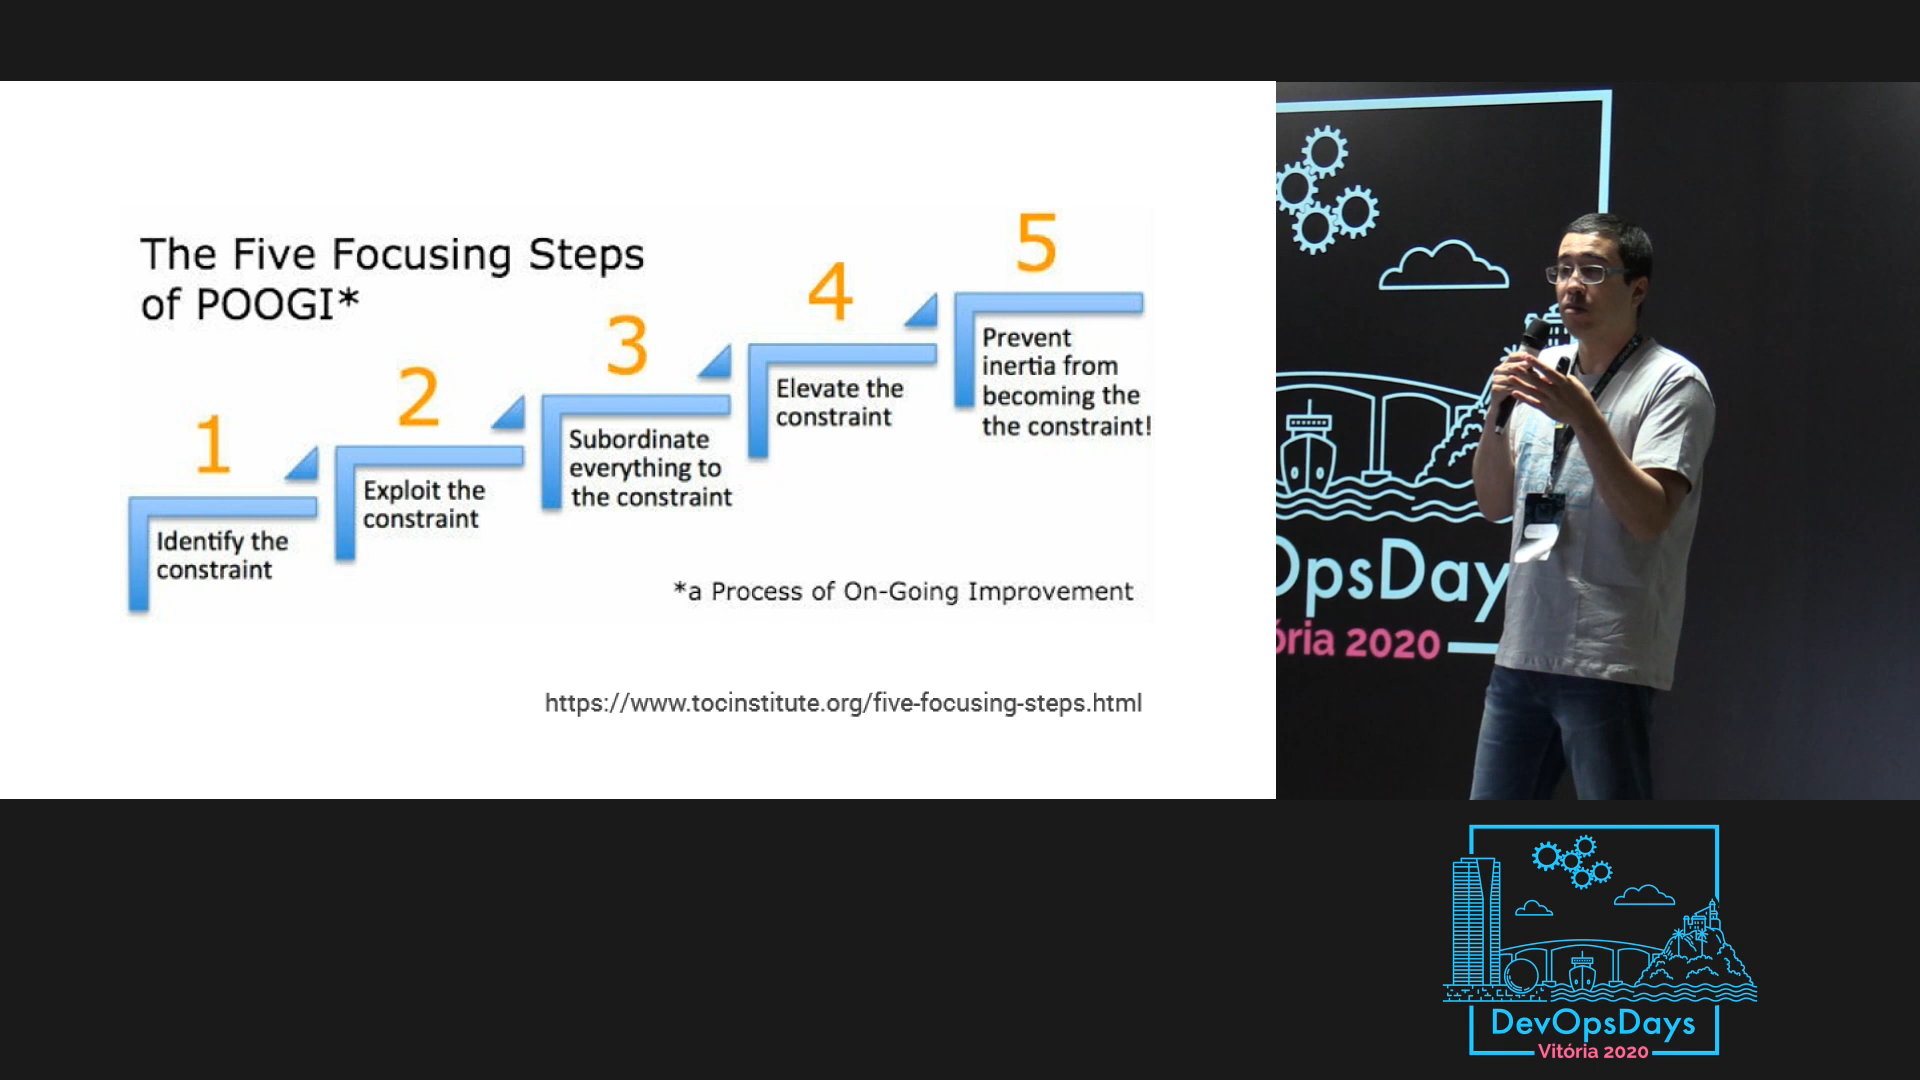 The Five Focusing Steps
of POOGI*
1
Identify the
constraint
2
Exploit the
constraint
3
Subordinate
everything to
the constraint
4
Elevate the
constraint
5
Prevent
inertia from
becoming the
the constraint!
*a Process of On-Going Improvement
https://www.tocinstitute.org/five-focusing-steps.html
OpsDay
ória 2020
DevOpsDays
Vitória 2020